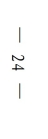 — 24 —